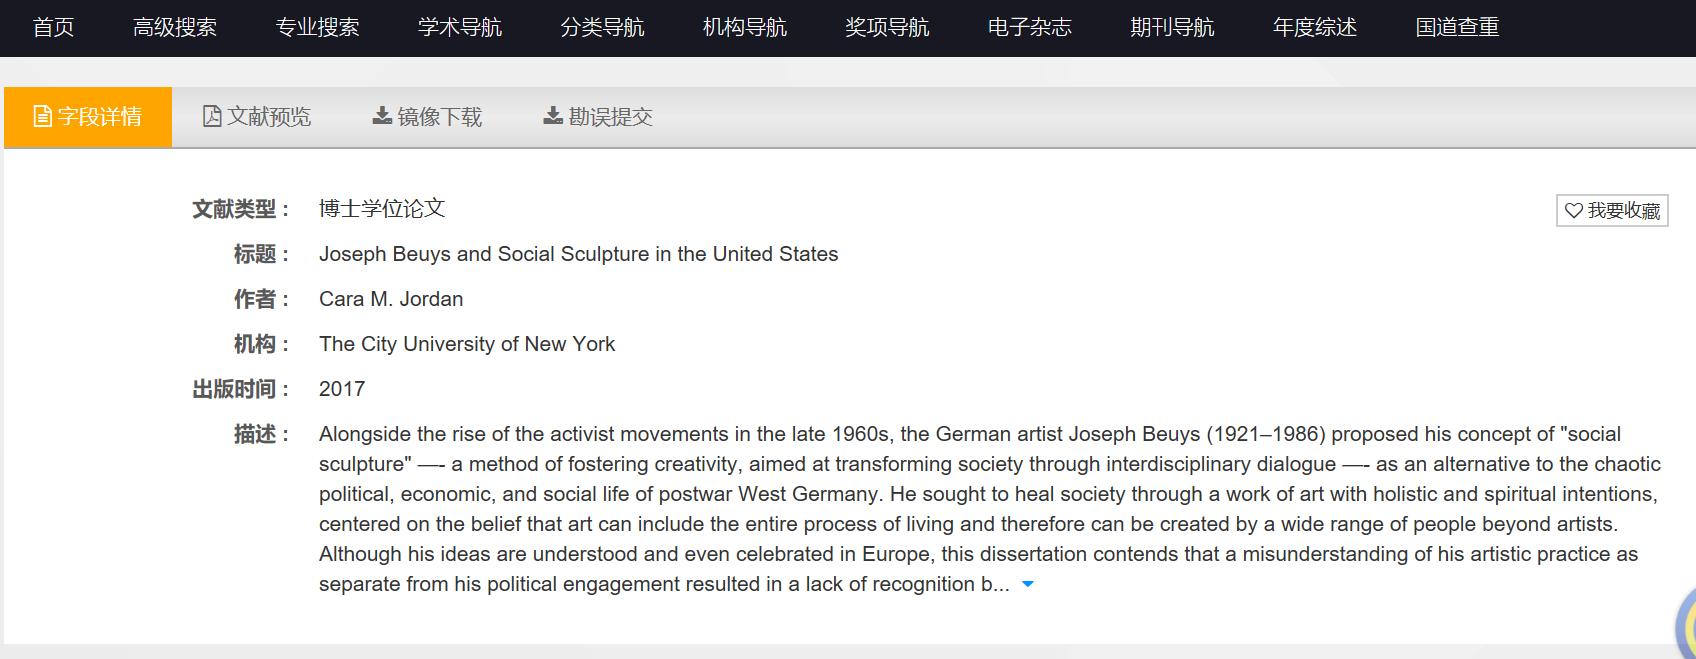 首页 高级搜索 专业搜索 学术导航 分类导航 机构导航 奖项导航 电子杂志 期刊导航 年度综述 国道查重
字段详情 文献预览 镜像下载 勘误提交
文献类型： 博士学位论文 我要收藏
标题： Joseph Beuys and Social Sculpture in the United States
作者： Cara M. Jordan
机构： The City University of New York
出版时间： 2017
描述： Alongside the rise of the activist movements in the late 1960s, the German artist Joseph Beuys (1921–1986) proposed his concept of "social
sculpture" —- a method of fostering creativity, aimed at transforming society through interdisciplinary dialogue —- as an alternative to the chaotic
political, economic, and social life of postwar West Germany. He sought to heal society through a work of art with holistic and spiritual intentions,
centered on the belief that art can include the entire process of living and therefore can be created by a wide range of people beyond artists.
Although his ideas are understood and even celebrated in Europe, this dissertation contends that a misunderstanding of his artistic practice as
separate from his political engagement resulted in a lack of recognition b...